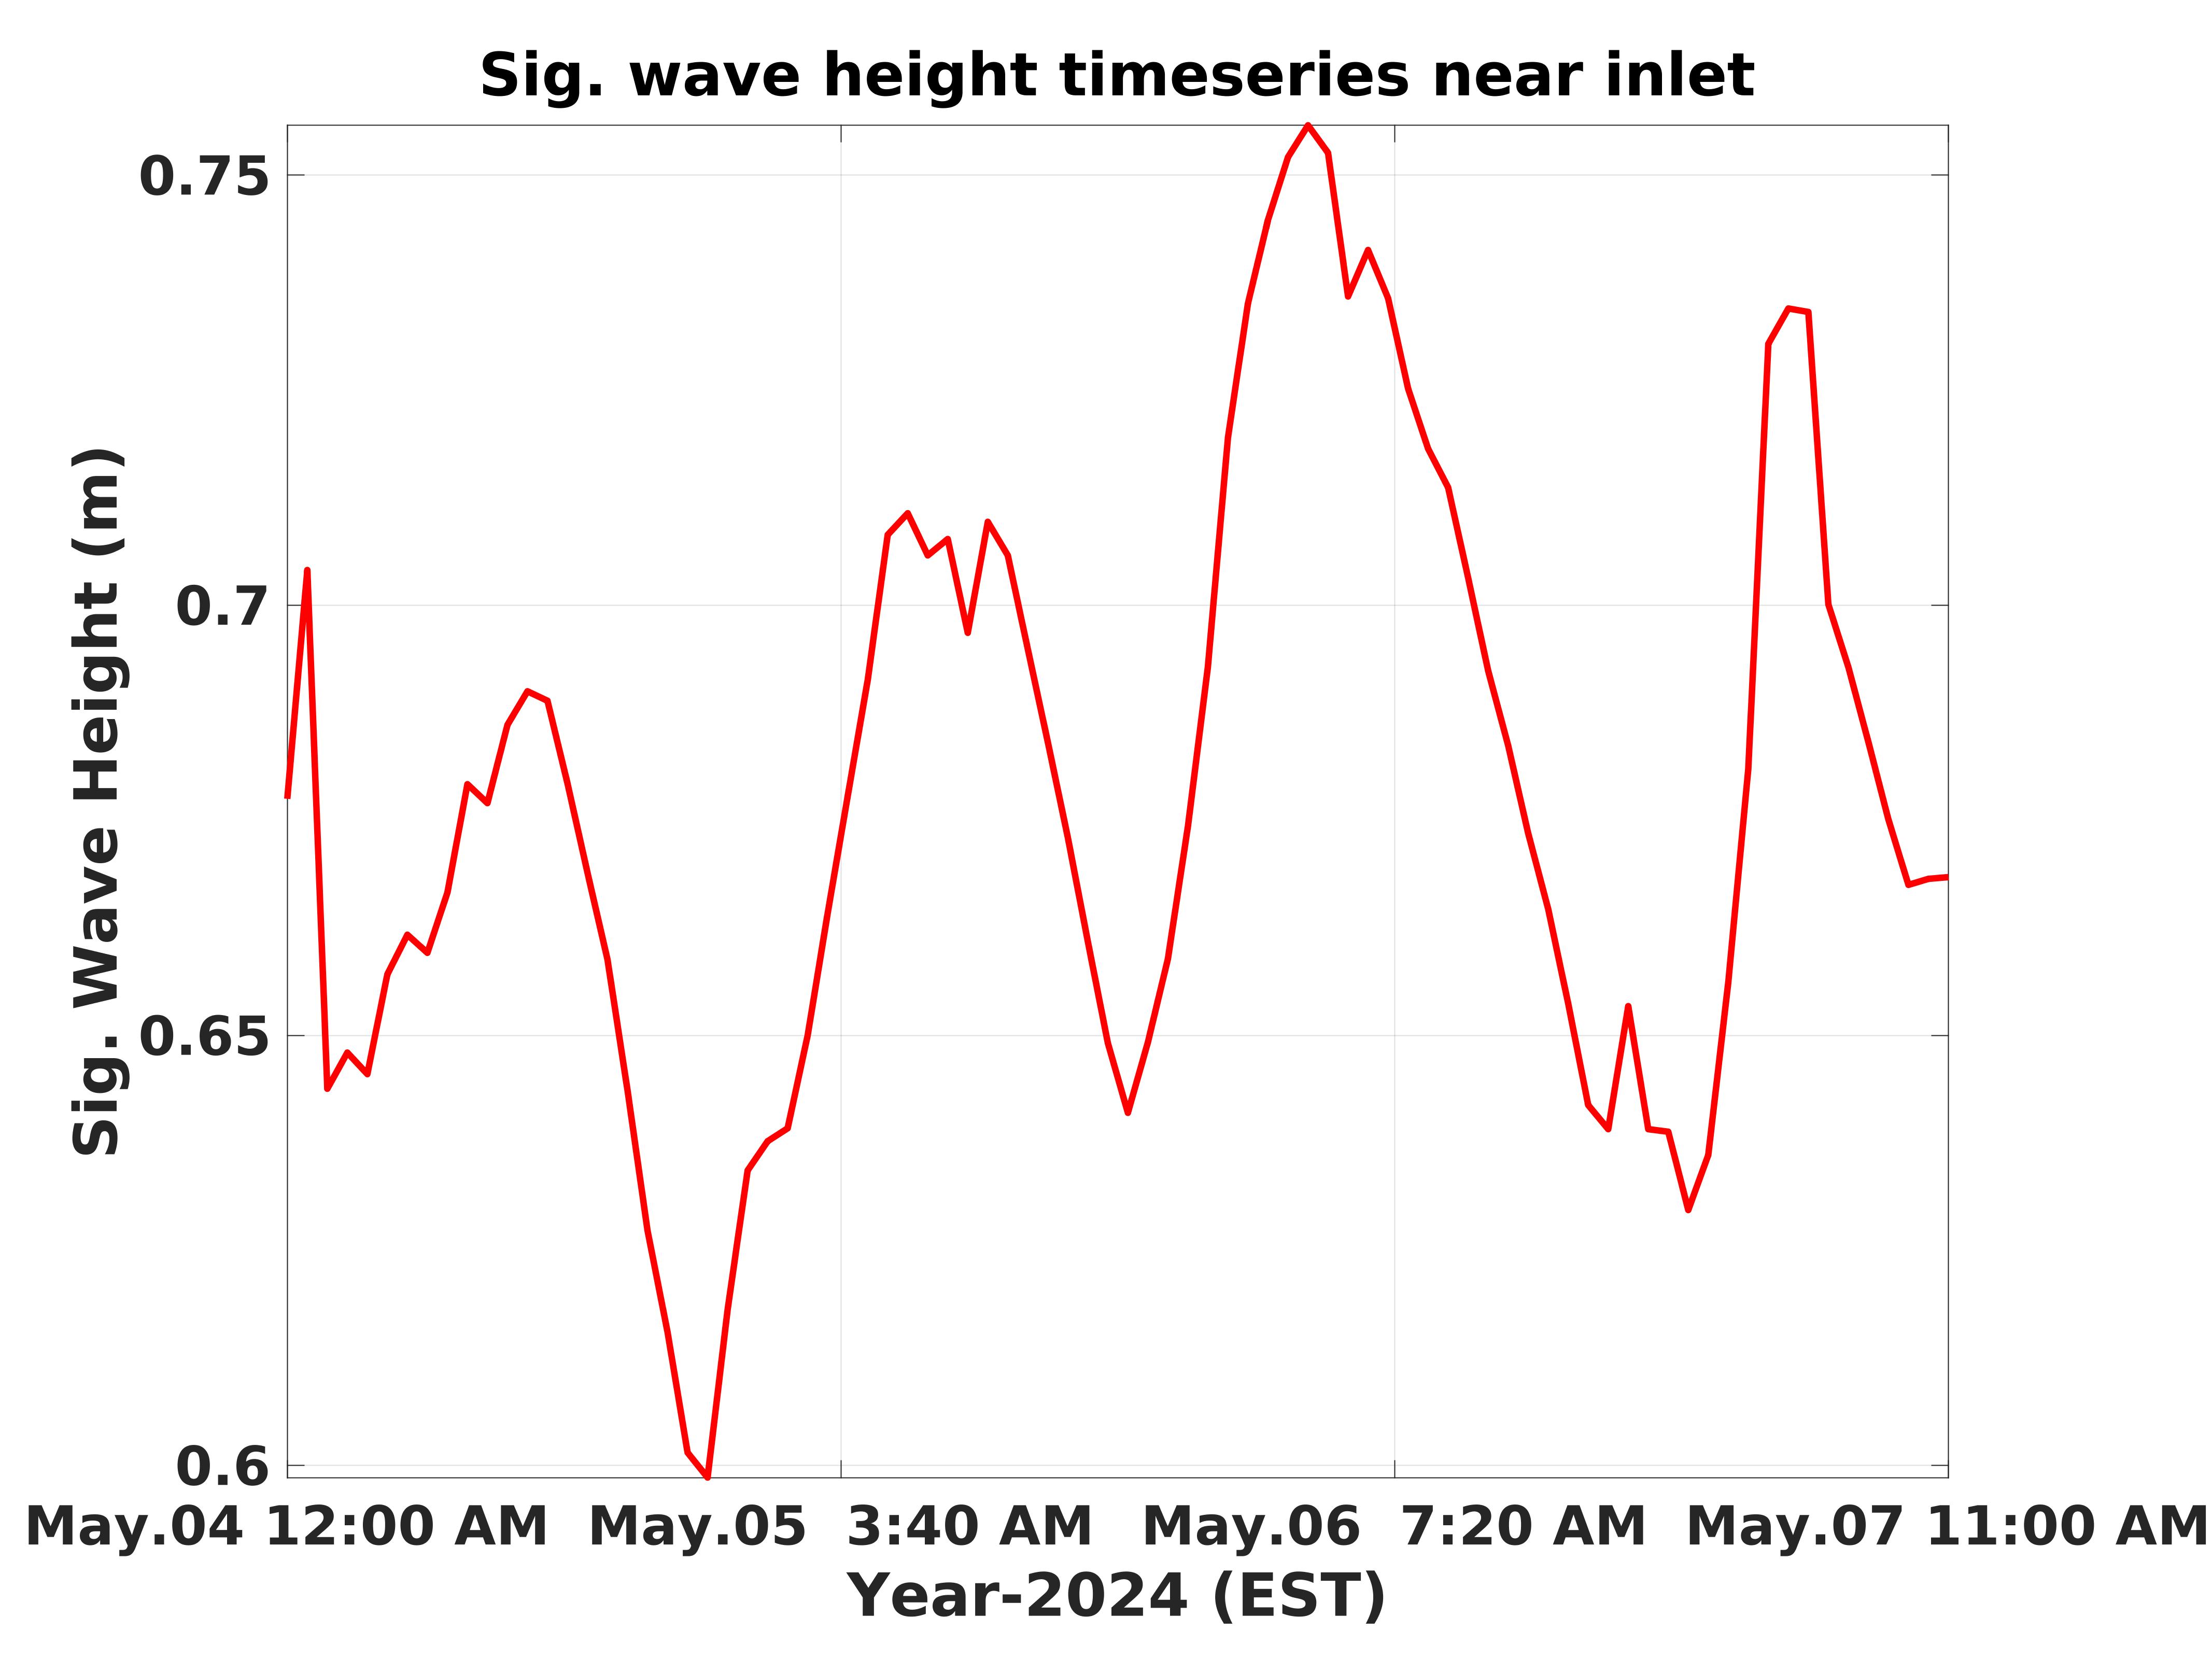 Sig. wave height timeseries near inlet
Sig. Wave Height (m)
0.75
0.7
0.65
0.6
May.04 12:00 AM May.05 3:40 AM May.06 7:20 AM May.07 11:00 AM
Year-2024 (EST)